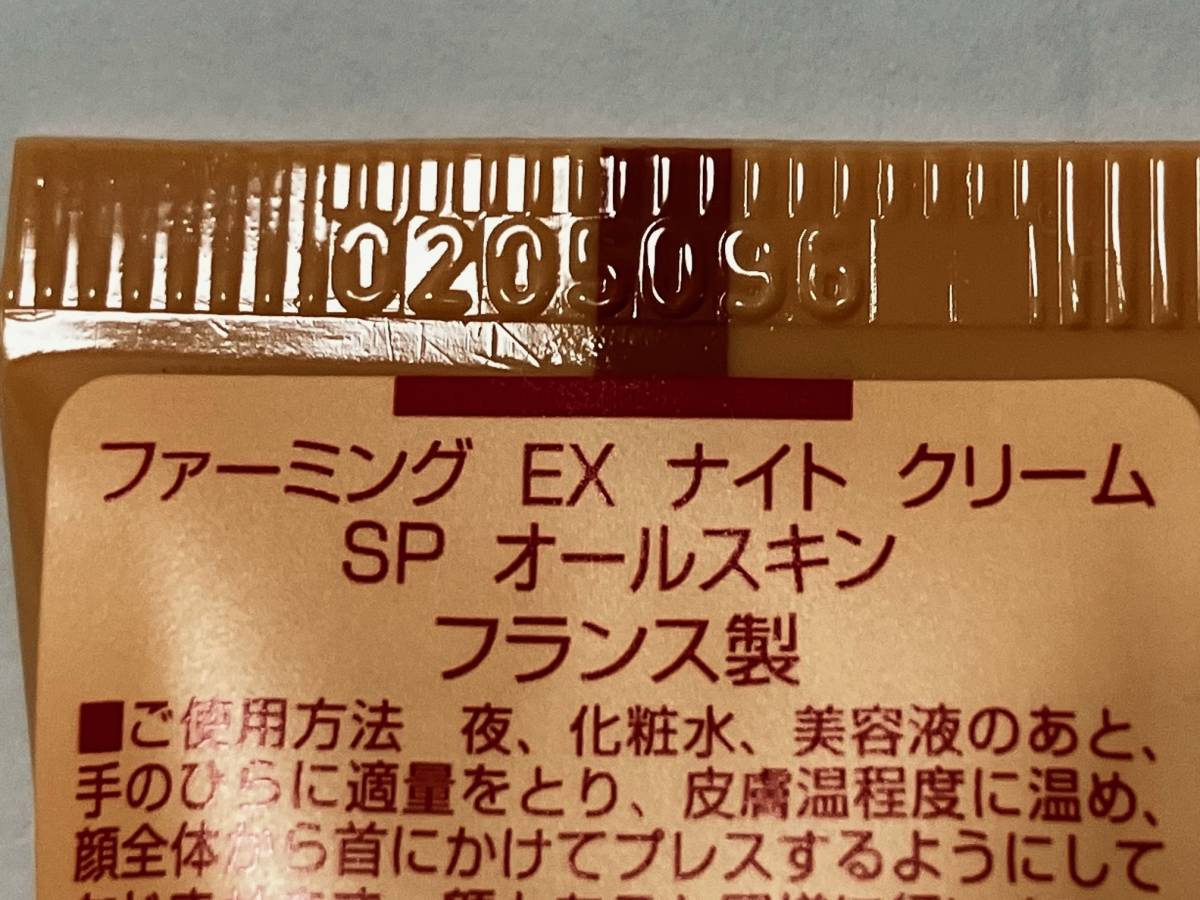 0205096
ファーミング EX ナイト クリーム
SP オールスキン
フランス製
■ご使用方法 夜、化粧水、美容液のあと、
手のひらに適量をとり、皮膚温程度に温め、
顔全体から首にかけてプレスするようにして